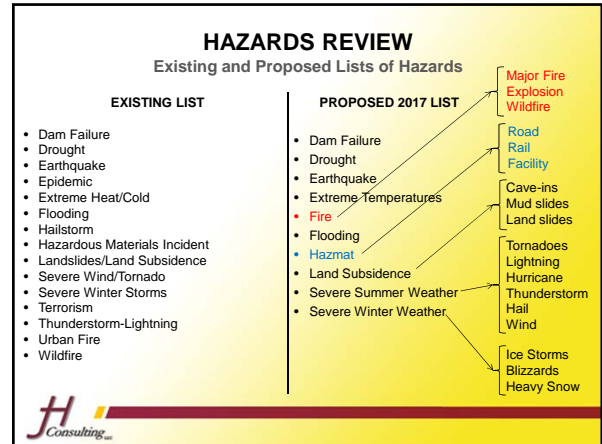 HAZARDS REVIEW
Existing and Proposed Lists of Hazards
EXISTING LIST
• Dam Failure
• Drought
• Earthquake
• Epidemic
• Extreme Heat/Cold
• Flooding
• Hailstorm
• Hazardous Materials Incident
• Landslides/Land Subsidence
• Severe Wind/Tornado
• Severe Winter Storms
• Terrorism
• Thunderstorm-Lightning
• Urban Fire
• Wildfire
PROPOSED 2017 LIST
• Dam Failure
• Drought
• Earthquake
• Extreme Temperatures
• Fire
• Flooding
• Hazmat
• Land Subsidence
• Severe Summer Weather
• Severe Winter Weather
Major Fire
Explosion
Wildfire
Road
Rail
Facility
Cave-ins
Mud slides
Land slides
Tornadoes
Lightning
Hurricane
Thunderstorm
Hail
Wind
Ice Storms
Blizzards
Heavy Snow
JH
Consulting LLC